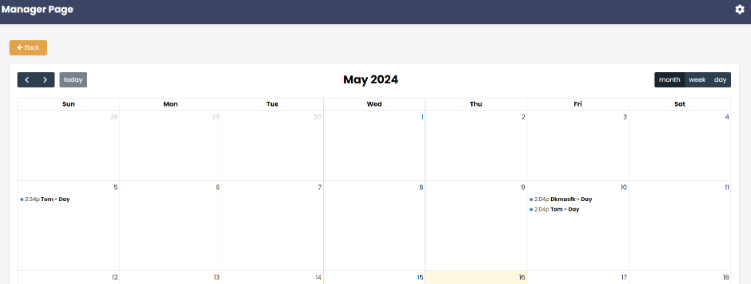 Manager Page
Back
today
May 2024
month week day
Sun Mon Tue Wed Thu Fri Sat
28 29 30 1 2 3 4
5 6 7 8 9 10 11
2:34p Tom - Day
2:04p Dkmasfk - Day
2:04p Tom - Day
12 13 14 15 16 17 18